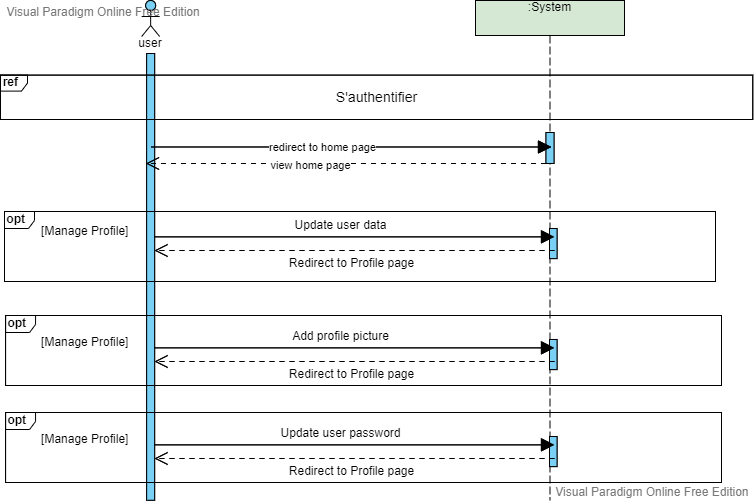 Visual Paradigm Online Free Edition
:System
user
ref
S'authentifier
redirect to home page
view home page
opt
[Manage Profile]
Update user data
Redirect to Profile page
opt
[Manage Profile]
Add profile picture
Redirect to Profile page
opt
[Manage Profile]
Update user password
Redirect to Profile page
Visual Paradigm Online Free Edition